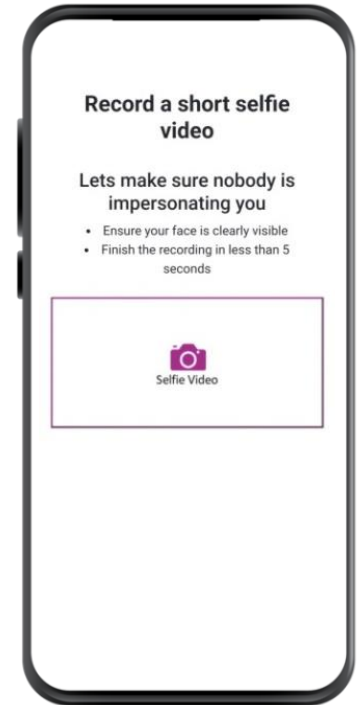 Record a short selfie
video
Lets make sure nobody is
impersonating you
• Ensure your face is clearly visible
• Finish the recording in less than 5
seconds
Selfie Video